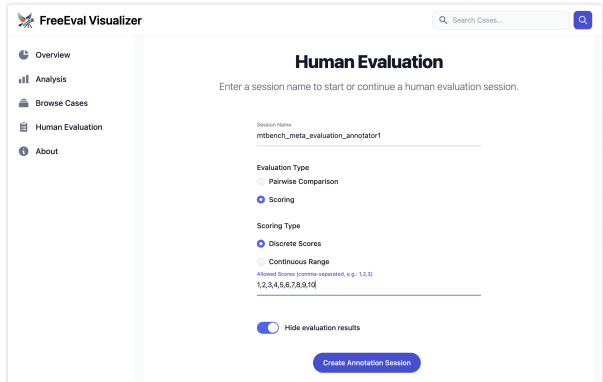 FreeEval Visualizer
Search Cases...
Overview
Analysis
Browse Cases
Human Evaluation
About
Human Evaluation
Enter a session name to start or continue a human evaluation session.
Session Name
mtbench_meta_evaluation_annotator1
Evaluation Type
Pairwise Comparison
Scoring
Scoring Type
Discrete Scores
Continuous Range
Allowed Scores (comma-separated, e.g.: 1,2,3)
1,2,3,4,5,6,7,8,9,10
Hide evaluation results
Create Annotation Session